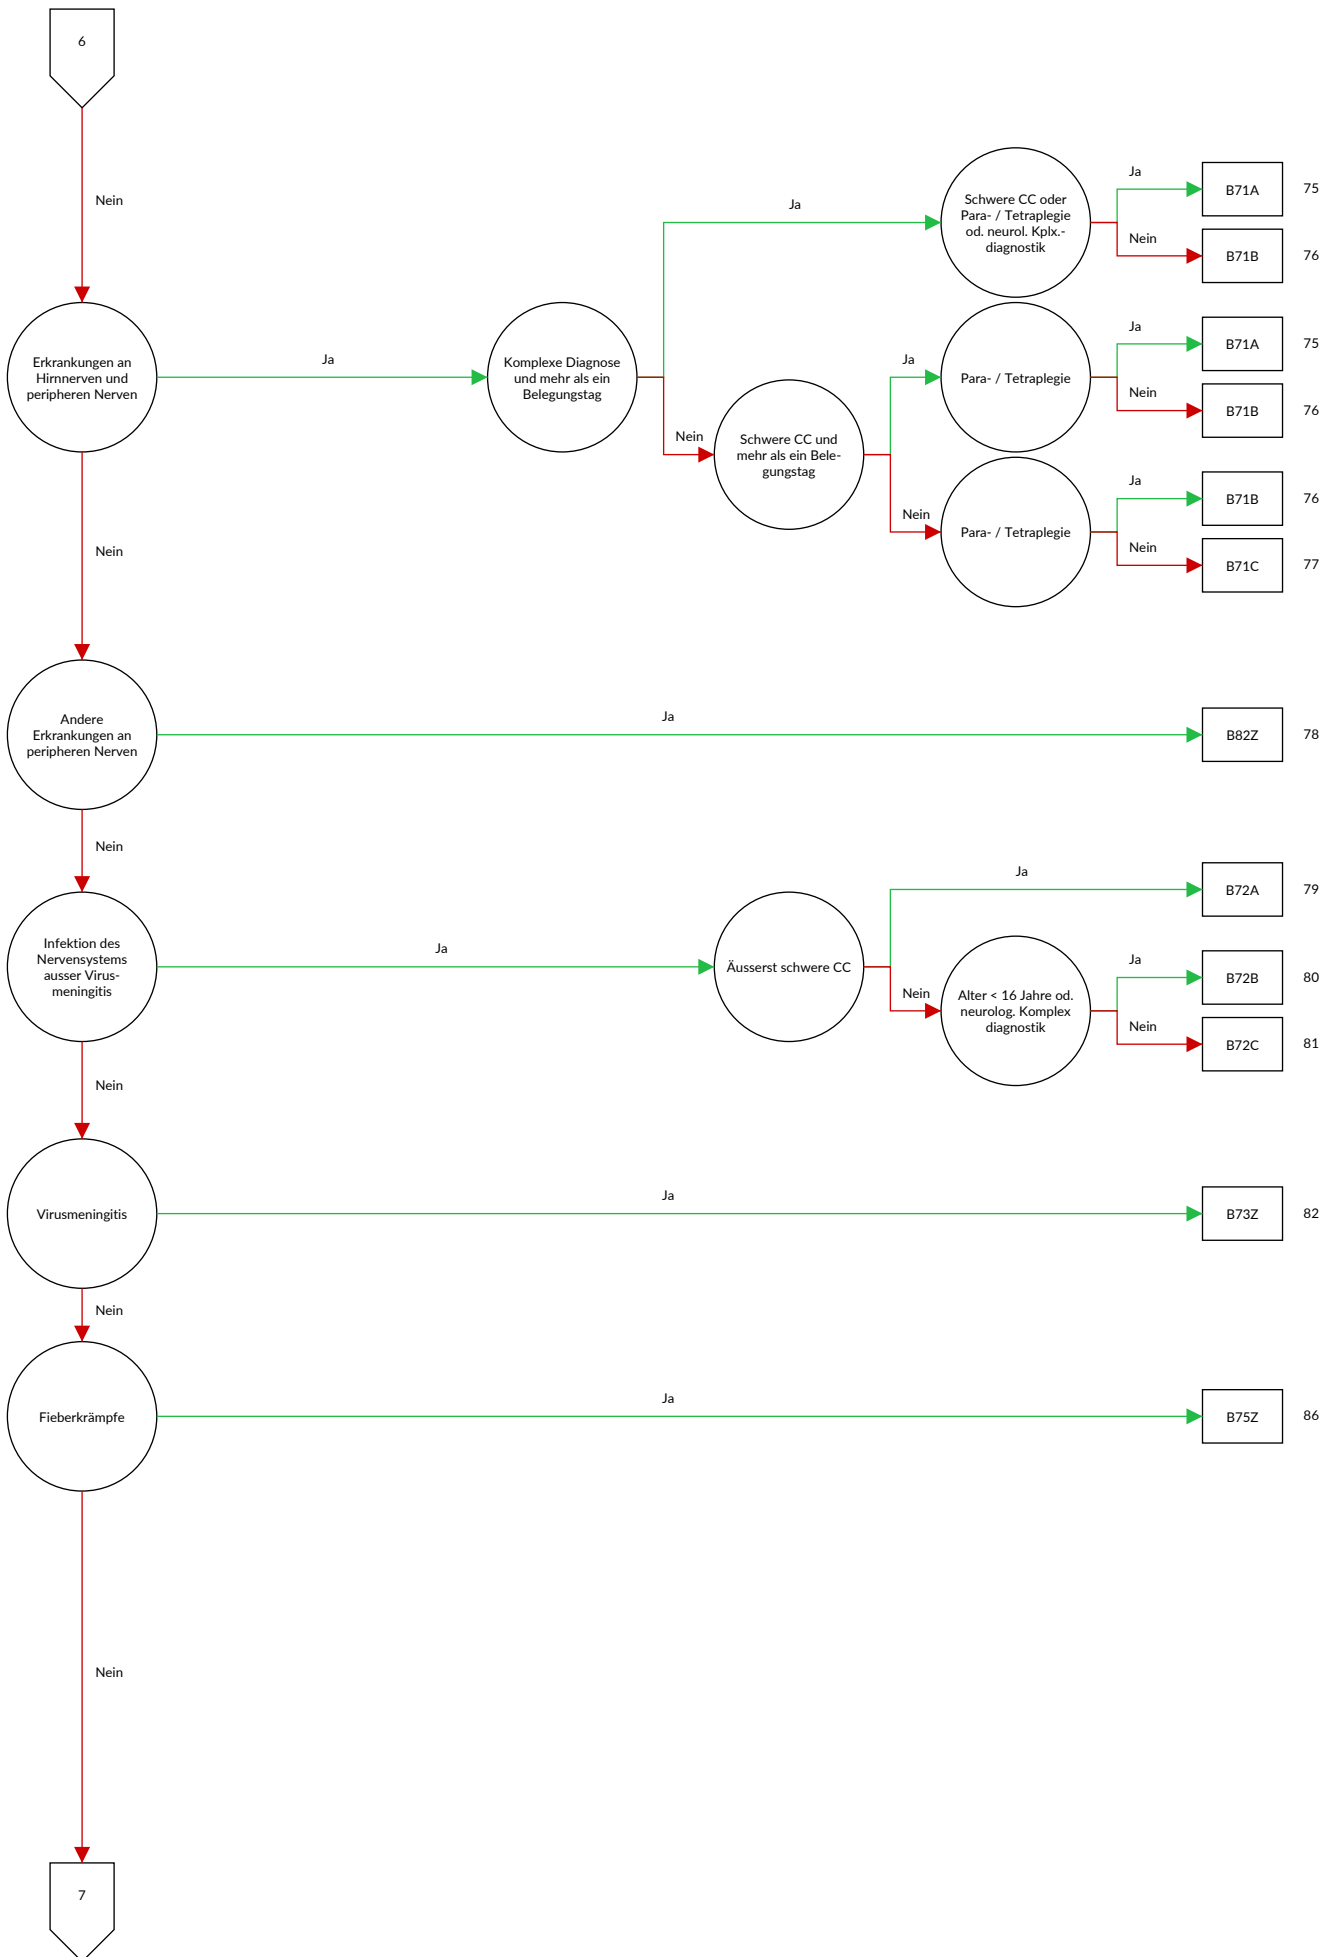 6
Nein
Ja
Schwere CC oder
Para- / Tetraplegie
od. neurol. Kplx.-
diagnostik
Ja
B71A
75
Nein
B71B
76
Erkrankungen an
Hirnnerven und
peripheren Nerven
Ja
Komplexe Diagnose
und mehr als ein
Belegungstag
Nein
Schwere CC und
mehr als ein Bele-
gungstag
Ja
Para- / Tetraplegie
Ja
B71A
75
Nein
B71B
76
Nein
Para- / Tetraplegie
Ja
B71B
76
Nein
B71C
77
Nein
Andere
Erkrankungen an
peripheren Nerven
Ja
B82Z
78
Nein
Infektion des
Nervensystems
ausser Virus-
meningitis
Ja
Äusserst schwere CC
Ja
B72A
79
Nein
Alter < 16 Jahre od.
neurolog. Komplex
diagnostik
Ja
B72B
80
Nein
B72C
81
Nein
Virusmeningitis
Ja
B73Z
82
Nein
Fieberkrämpfe
Ja
B75Z
86
Nein
7